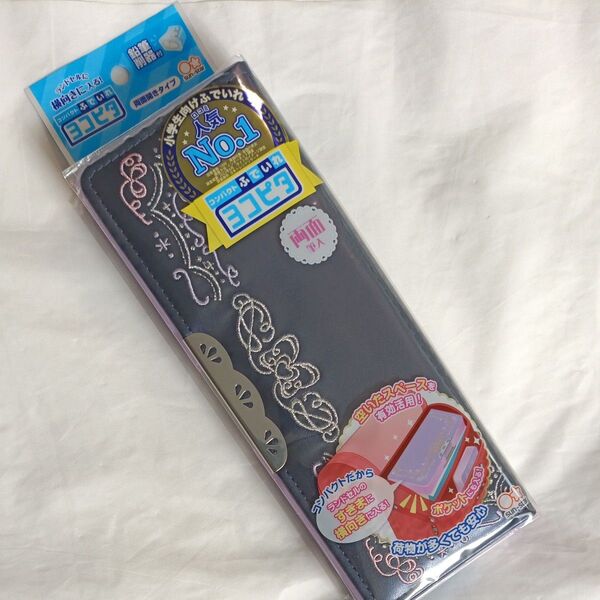 ランドセルに
横向きに入る!
コンパクト ふでいれ
ヨコピタ
鉛筆
削器付
両面開きタイプ
SUN-STAR
小学生向けふでいれ
人気
No.1
コンパクト ふでいれ
ヨコピタ
両面
空いたスペースを
有効活用!
コンパクトだから
ランドセルの
すきまに
横向きに入る!
ポケットにも入る!
荷物が多くても安心
SUN-STAR